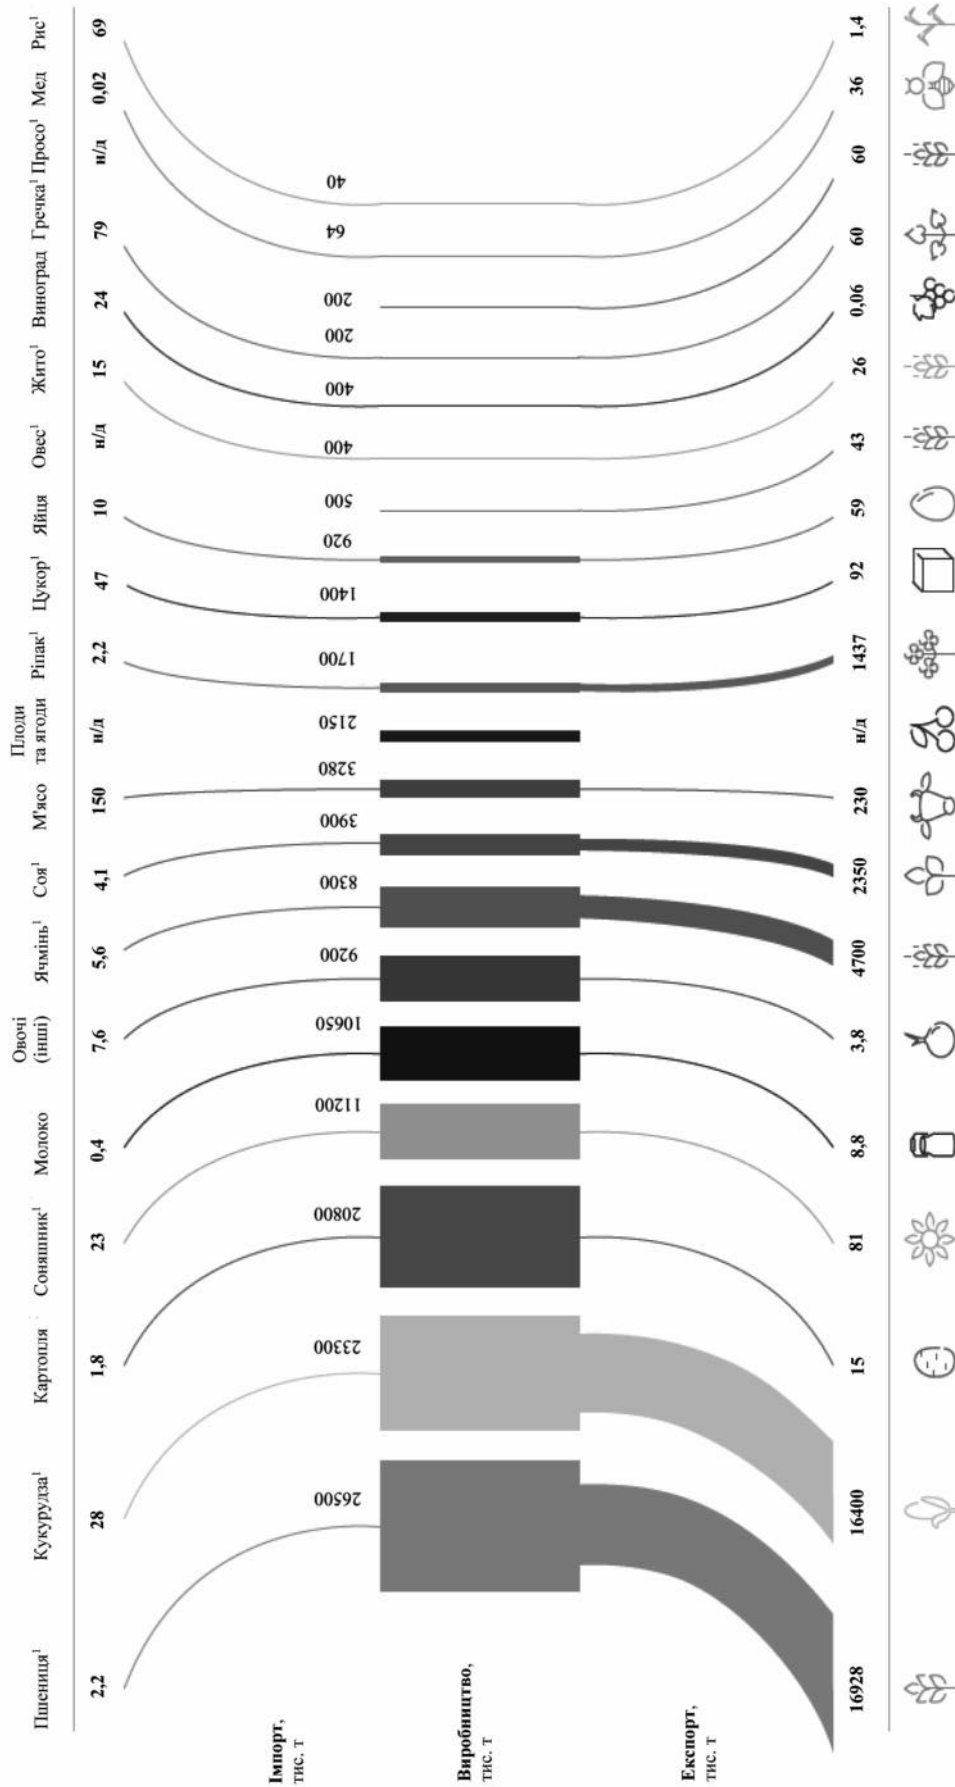 Пшениця¹ Кукурудза¹ Картопля Соняшник¹ Молоко Овочі (інші) Ячмінь¹ Соя¹ М'ясо Плоди та ягоди Ріпак¹ Цукор¹ Яйця Овес¹ Жито¹ Виноград Гречка¹ Просо¹ Мед Рис¹
2,2 28 1,8 23 0,4 7,6 5,6 4,1 150 н/д 2,2 47 10 н/д 15 24 79 н/д 0,02 69
Імпорт,
тис. т
26500 23300 20800 11200 10650 9200 8300 3900 3280 2150 1700 1400 920 500 400 400 200 200 64 40
Виробництво,
тис. т
Експорт,
тис. т
16928 16400 15 81 8,8 3,8 4700 2350 230 н/д 1437 92 59 43 26 0,06 60 60 36 1,4